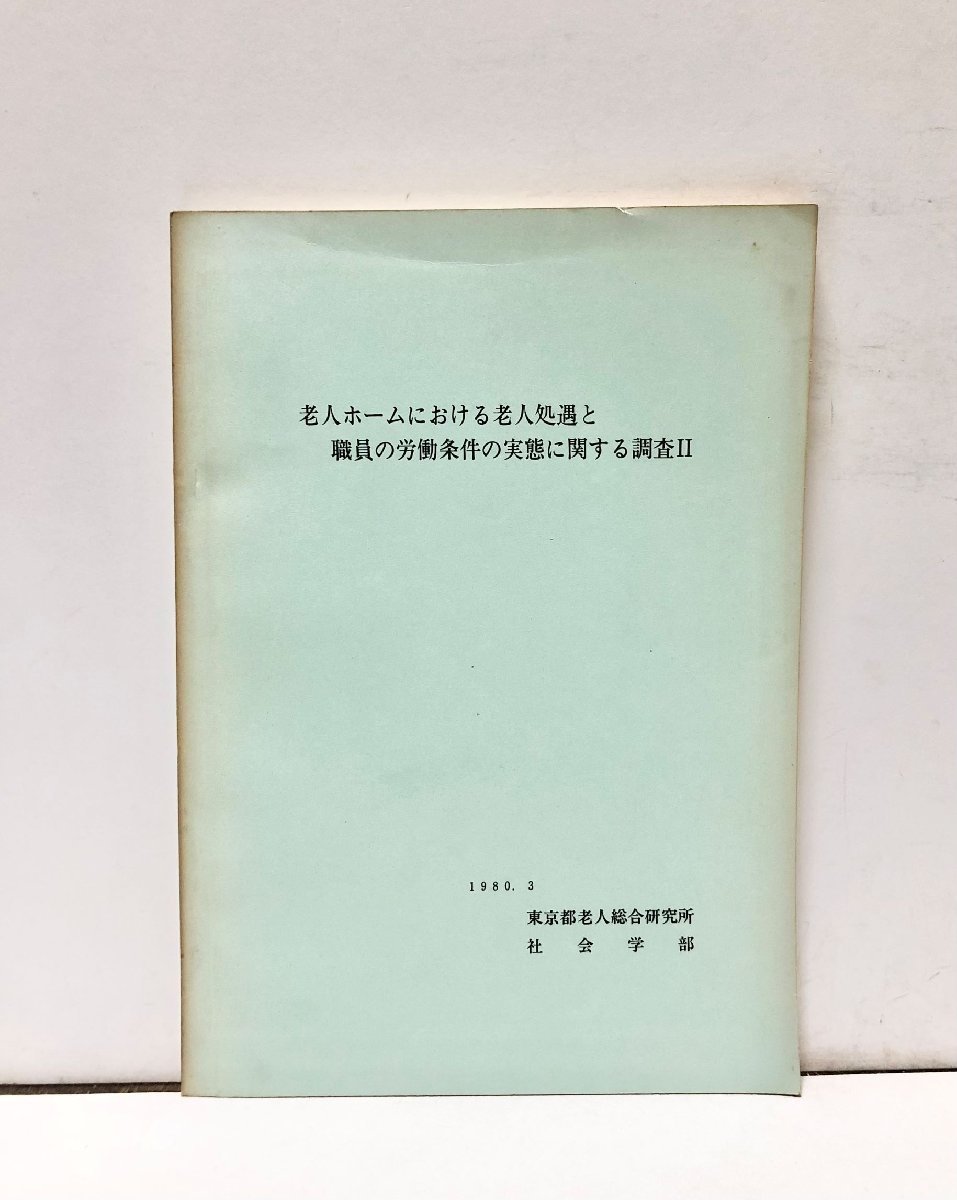 老人ホームにおける老人処遇と
職員の労働条件の実態に関する調査II
1980. 3
東京都老人総合研究所
社会学部